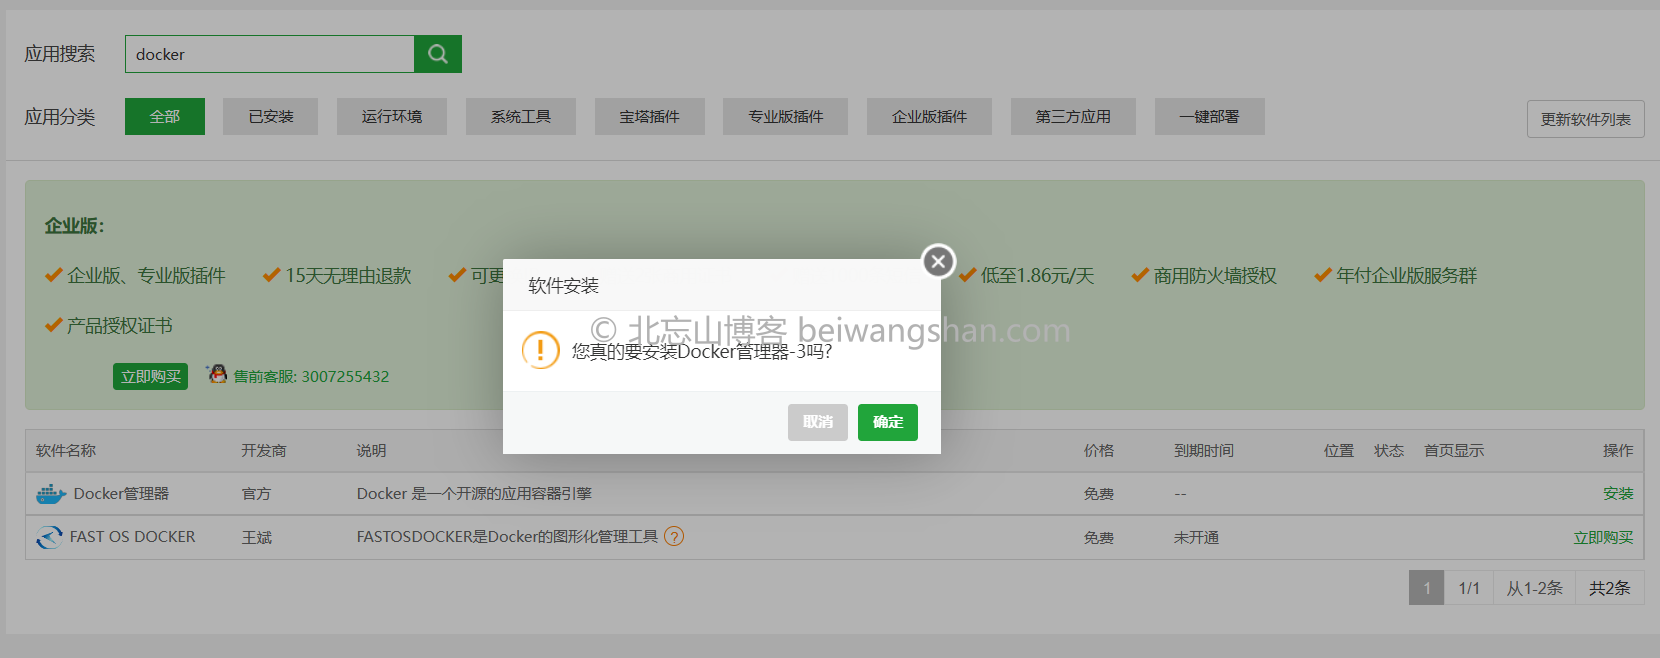 应用搜索 docker
应用分类 全部 已安装 运行环境 系统工具 宝塔插件 专业版插件 企业版插件 第三方应用 一键部署 更新软件列表
企业版：
企业版、专业版插件 15天无理由退款 可更 低至1.86元/天 商用防火墙授权 年付企业版服务群
产品授权证书
立即购买 售前客服: 3007255432
软件安装
© 北忘山博客 beiwangshan.com
您真的要安装Docker管理器-3吗?
取消 确定
软件名称 开发商 说明 价格 到期时间 位置 状态 首页显示 操作
Docker管理器 官方 Docker 是一个开源的应用容器引擎 免费 -- 安装
FAST OS DOCKER 王斌 FASTOSDOCKER是Docker的图形化管理工具 ? 免费 未开通 立即购买
1 1/1 从1-2条 共2条